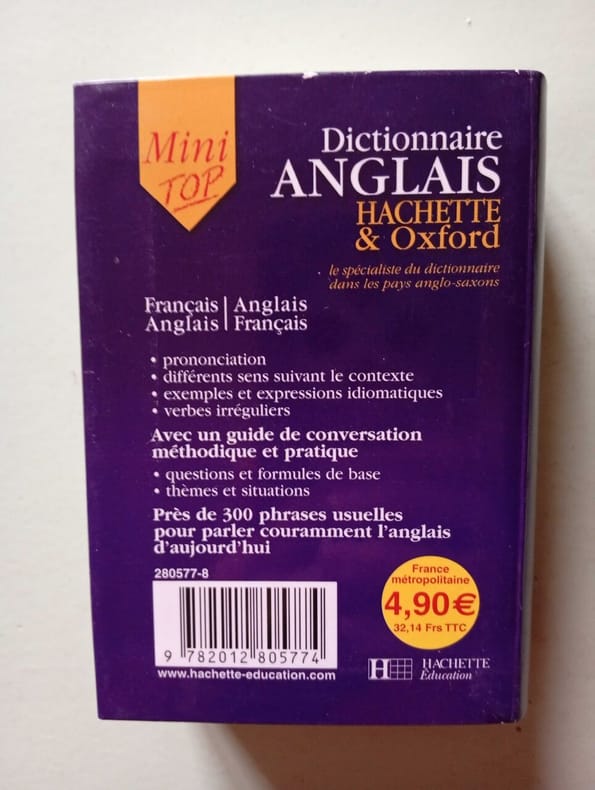 Mini
TOP
Dictionnaire
ANGLAIS
HACHETTE
& Oxford
le spécialiste du dictionnaire
dans les pays anglo-saxons
Français | Anglais
Anglais | Français
• prononciation
• différents sens suivant le contexte
• exemples et expressions idiomatiques
• verbes irréguliers
Avec un guide de conversation
méthodique et pratique
• questions et formules de base
• thèmes et situations
Près de 300 phrases usuelles
pour parler couramment l'anglais
d'aujourd'hui
280577-8
9 782012 805774
www.hachette-education.com
France
métropolitaine
4,90€
32,14 Frs TTC
H
HACHETTE
Éducation